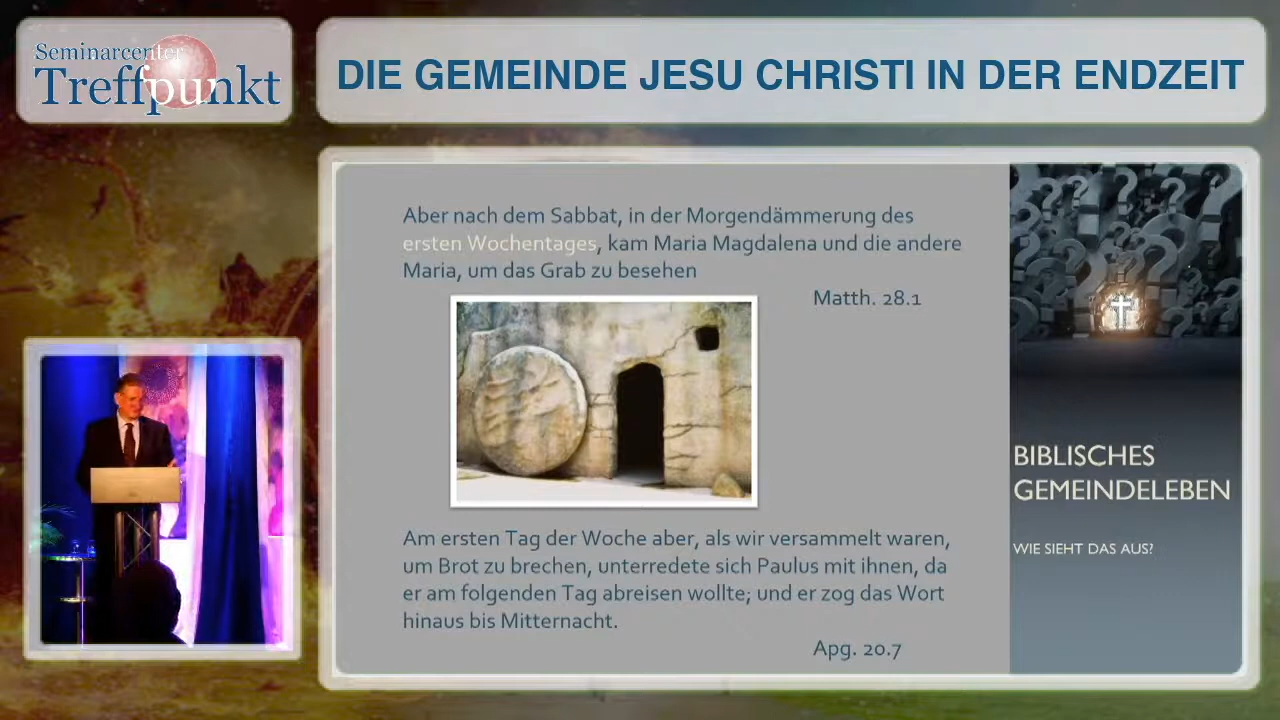 Seminarcenter
Treffpunkt
DIE GEMEINDE JESU CHRISTI IN DER ENDZEIT
Aber nach dem Sabbat, in der Morgendämmerung des
ersten Wochentages, kam Maria Magdalena und die andere
Maria, um das Grab zu besehen
Matth. 28.1
Am ersten Tag der Woche aber, als wir versammelt waren,
um Brot zu brechen, unterredete sich Paulus mit ihnen, da
er am folgenden Tag abreisen wollte; und er zog das Wort
hinaus bis Mitternacht.
Apg. 20.7
BIBLISCHES
GEMEINDELEBEN
WIE SIEHT DAS AUS?